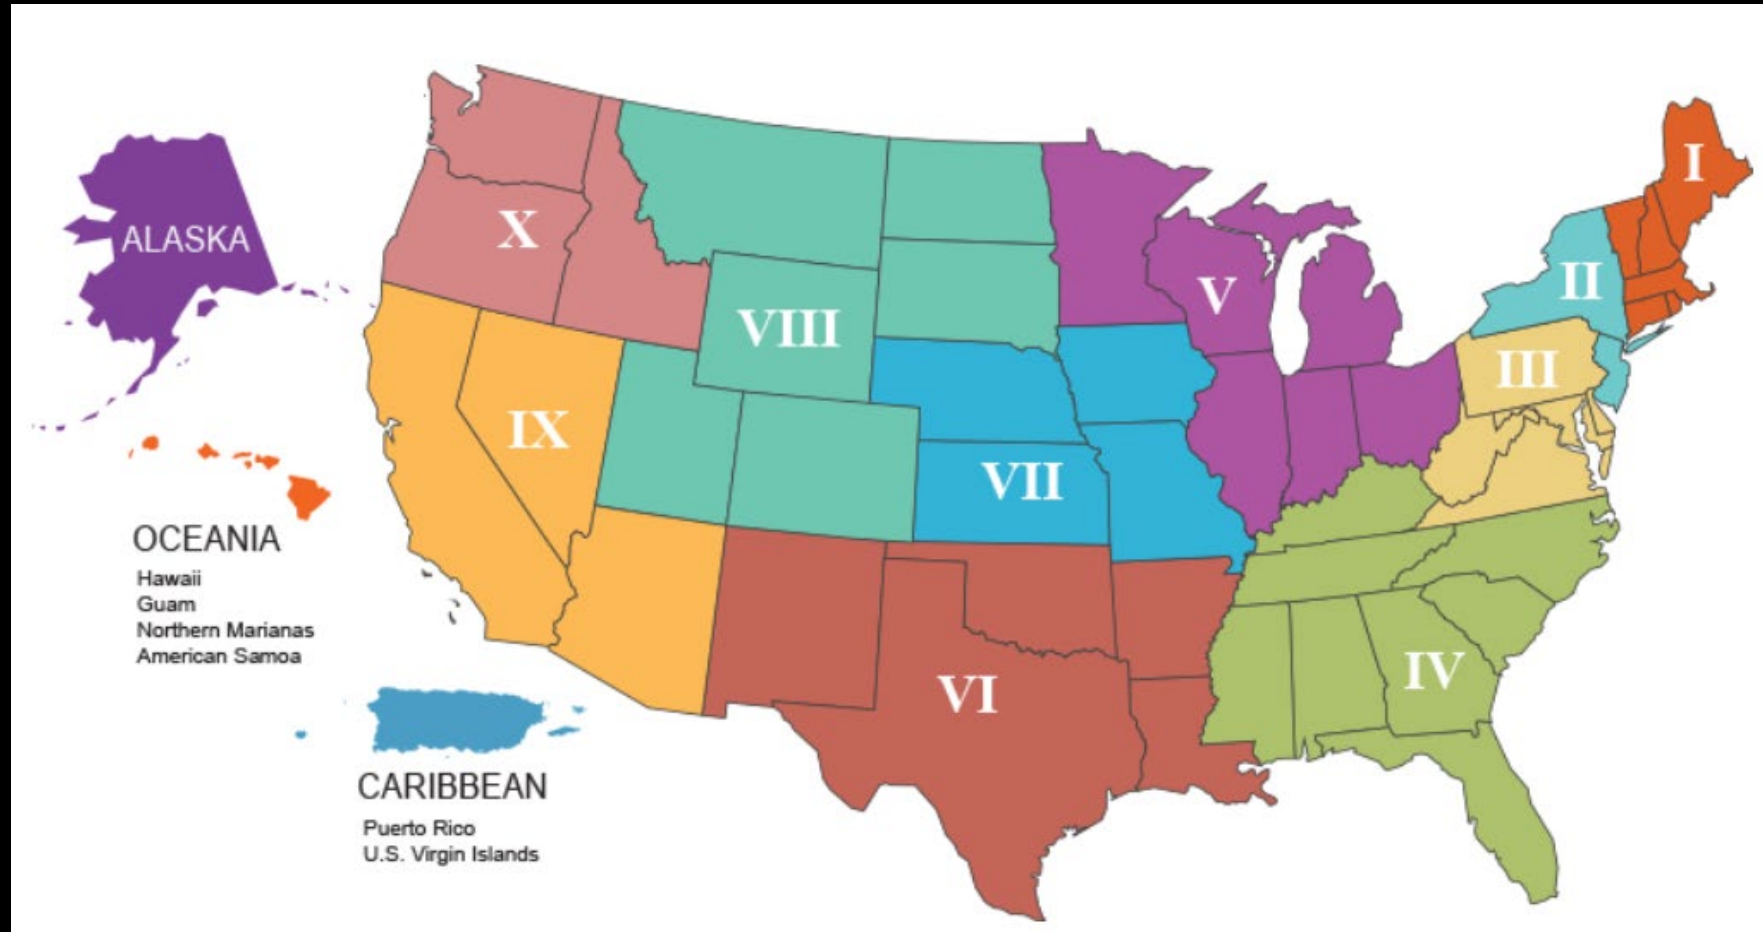 I
ALASKA
X
II
V
VIII
III
IX
VII
OCEANIA
Hawaii
Guam
Northern Marianas
American Samoa
IV
VI
CARIBBEAN
Puerto Rico
U.S. Virgin Islands